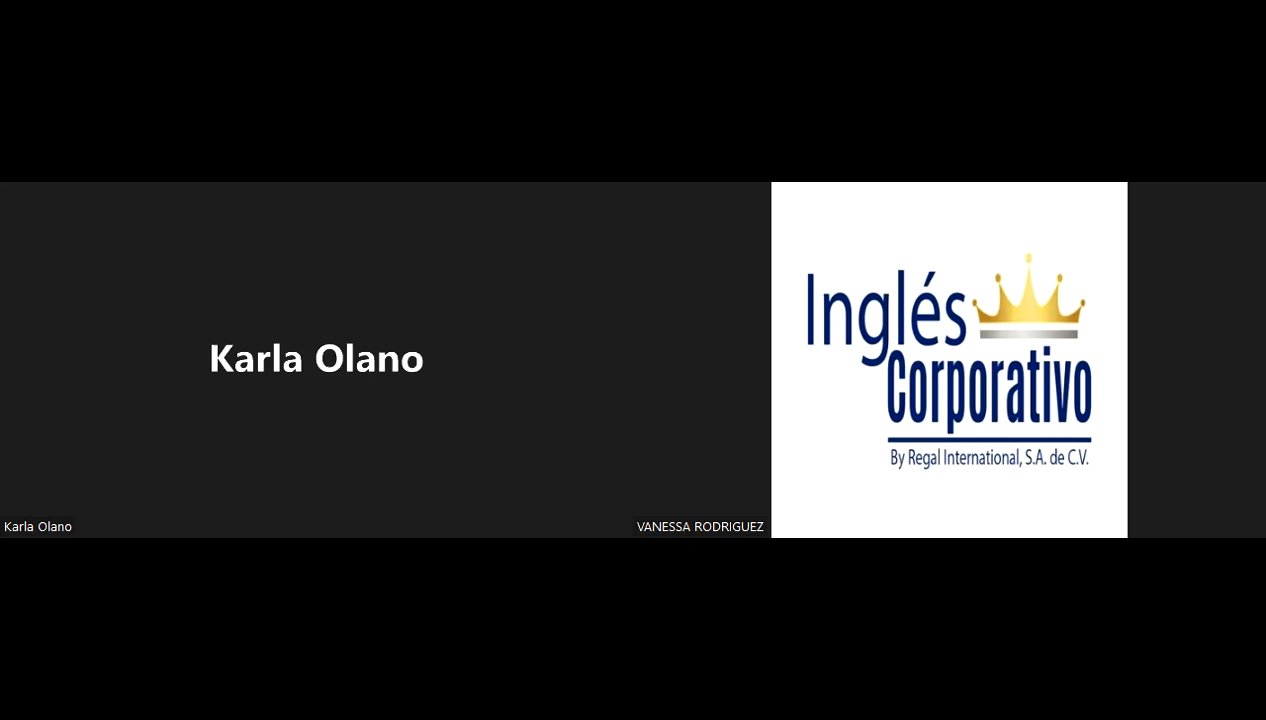 Karla Olano
Karla Olano
VANESSA RODRIGUEZ
Inglés
Corporativo
By Regal International, S.A. de C.V.